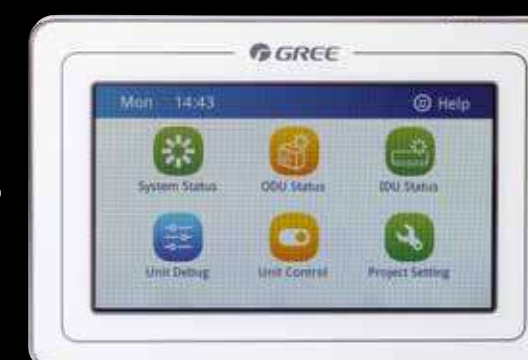 GREE
Mon 14:43 Help
System Status ODU Status IDU Status
Unit Debug Unit Control Project Setting